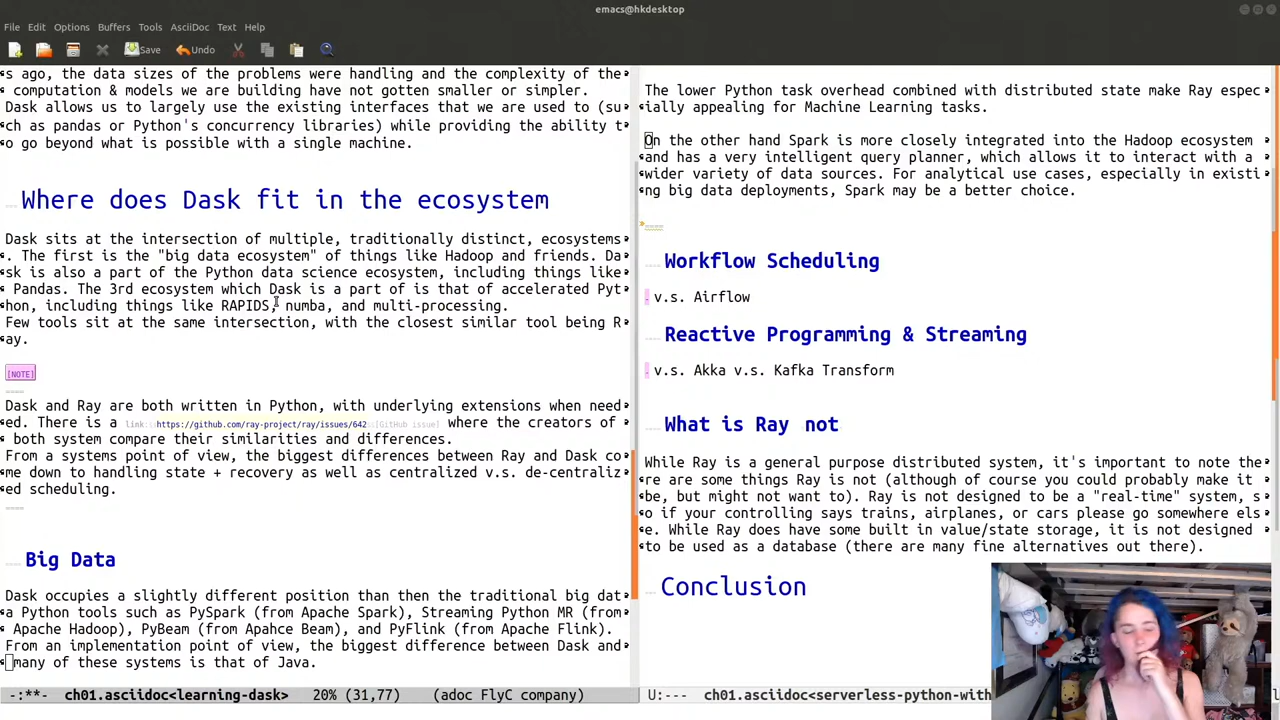 emacs@hkdesktop
File Edit Options Buffers Tools AsciiDoc Text Help
Save Undo
s ago, the data sizes of the problems were handling and the complexity of the
computation & models we are building have not gotten smaller or simpler.
Dask allows us to largely use the existing interfaces that we are used to (su
ch as pandas or Python's concurrency libraries) while providing the ability t
o go beyond what is possible with a single machine.
Where does Dask fit in the ecosystem
Dask sits at the intersection of multiple, traditionally distinct, ecosystems
. The first is the "big data ecosystem" of things like Hadoop and friends. Da
sk is also a part of the Python data science ecosystem, including things like
Pandas. The 3rd ecosystem which Dask is a part of is that of accelerated Pyt
hon, including things like RAPIDS, numba, and multi-processing.
Few tools sit at the same intersection, with the closest similar tool being R
ay.
[NOTE]
====
Dask and Ray are both written in Python, with underlying extensions when need
ed. There is a link:https://github.com/ray-project/ray/issues/642[GitHub issue] where the creators of
both system compare their similarities and differences.
From a systems point of view, the biggest differences between Ray and Dask co
me down to handling state + recovery as well as centralized v.s. de-centraliz
ed scheduling.
====
Big Data
Dask occupies a slightly different position than then the traditional big dat
a Python tools such as PySpark (from Apache Spark), Streaming Python MR (from
Apache Hadoop), PyBeam (from Apahce Beam), and PyFlink (from Apache Flink).
From an implementation point of view, the biggest difference between Dask and
many of these systems is that of Java.
-:**- ch01.asciidoc<learning-dask> 20% (31,77) (adoc FlyC company)
The lower Python task overhead combined with distributed state make Ray espec
ially appealing for Machine Learning tasks.
On the other hand Spark is more closely integrated into the Hadoop ecosystem
and has a very intelligent query planner, which allows it to interact with a
wider variety of data sources. For analytical use cases, especially in existi
ng big data deployments, Spark may be a better choice.
Workflow Scheduling
. v.s. Airflow
Reactive Programming & Streaming
. v.s. Akka v.s. Kafka Transform
What is Ray not
While Ray is a general purpose distributed system, it's important to note the
re are some things Ray is not (although of course you could probably make it
be, but might not want to). Ray is not designed to be a "real-time" system, s
o if your controlling says trains, airplanes, or cars please go somewhere els
e. While Ray does have some built in value/state storage, it is not designed
to be used as a database (there are many fine alternatives out there).
Conclusion
U:--- ch01.asciidoc<serverless-python-with